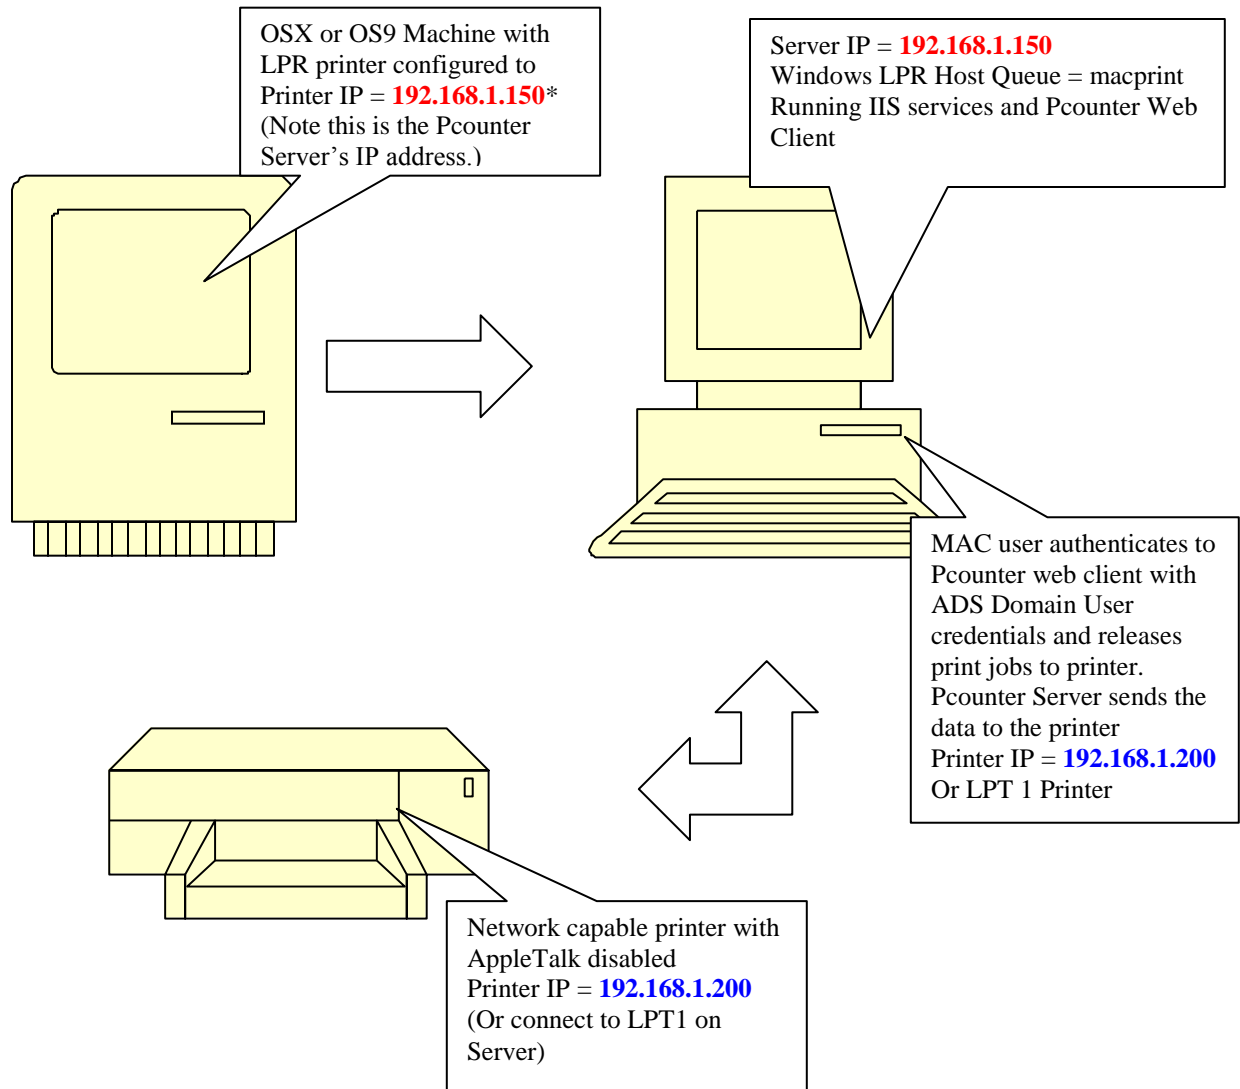 OSX or OS9 Machine with
LPR printer configured to
Printer IP = 192.168.1.150*
(Note this is the Pcounter
Server’s IP address.)
Server IP = 192.168.1.150
Windows LPR Host Queue = macprint
Running IIS services and Pcounter Web
Client
MAC user authenticates to
Pcounter web client with
ADS Domain User
credentials and releases
print jobs to printer.
Pcounter Server sends the
data to the printer
Printer IP = 192.168.1.200
Or LPT 1 Printer
Network capable printer with
AppleTalk disabled
Printer IP = 192.168.1.200
(Or connect to LPT1 on
Server)